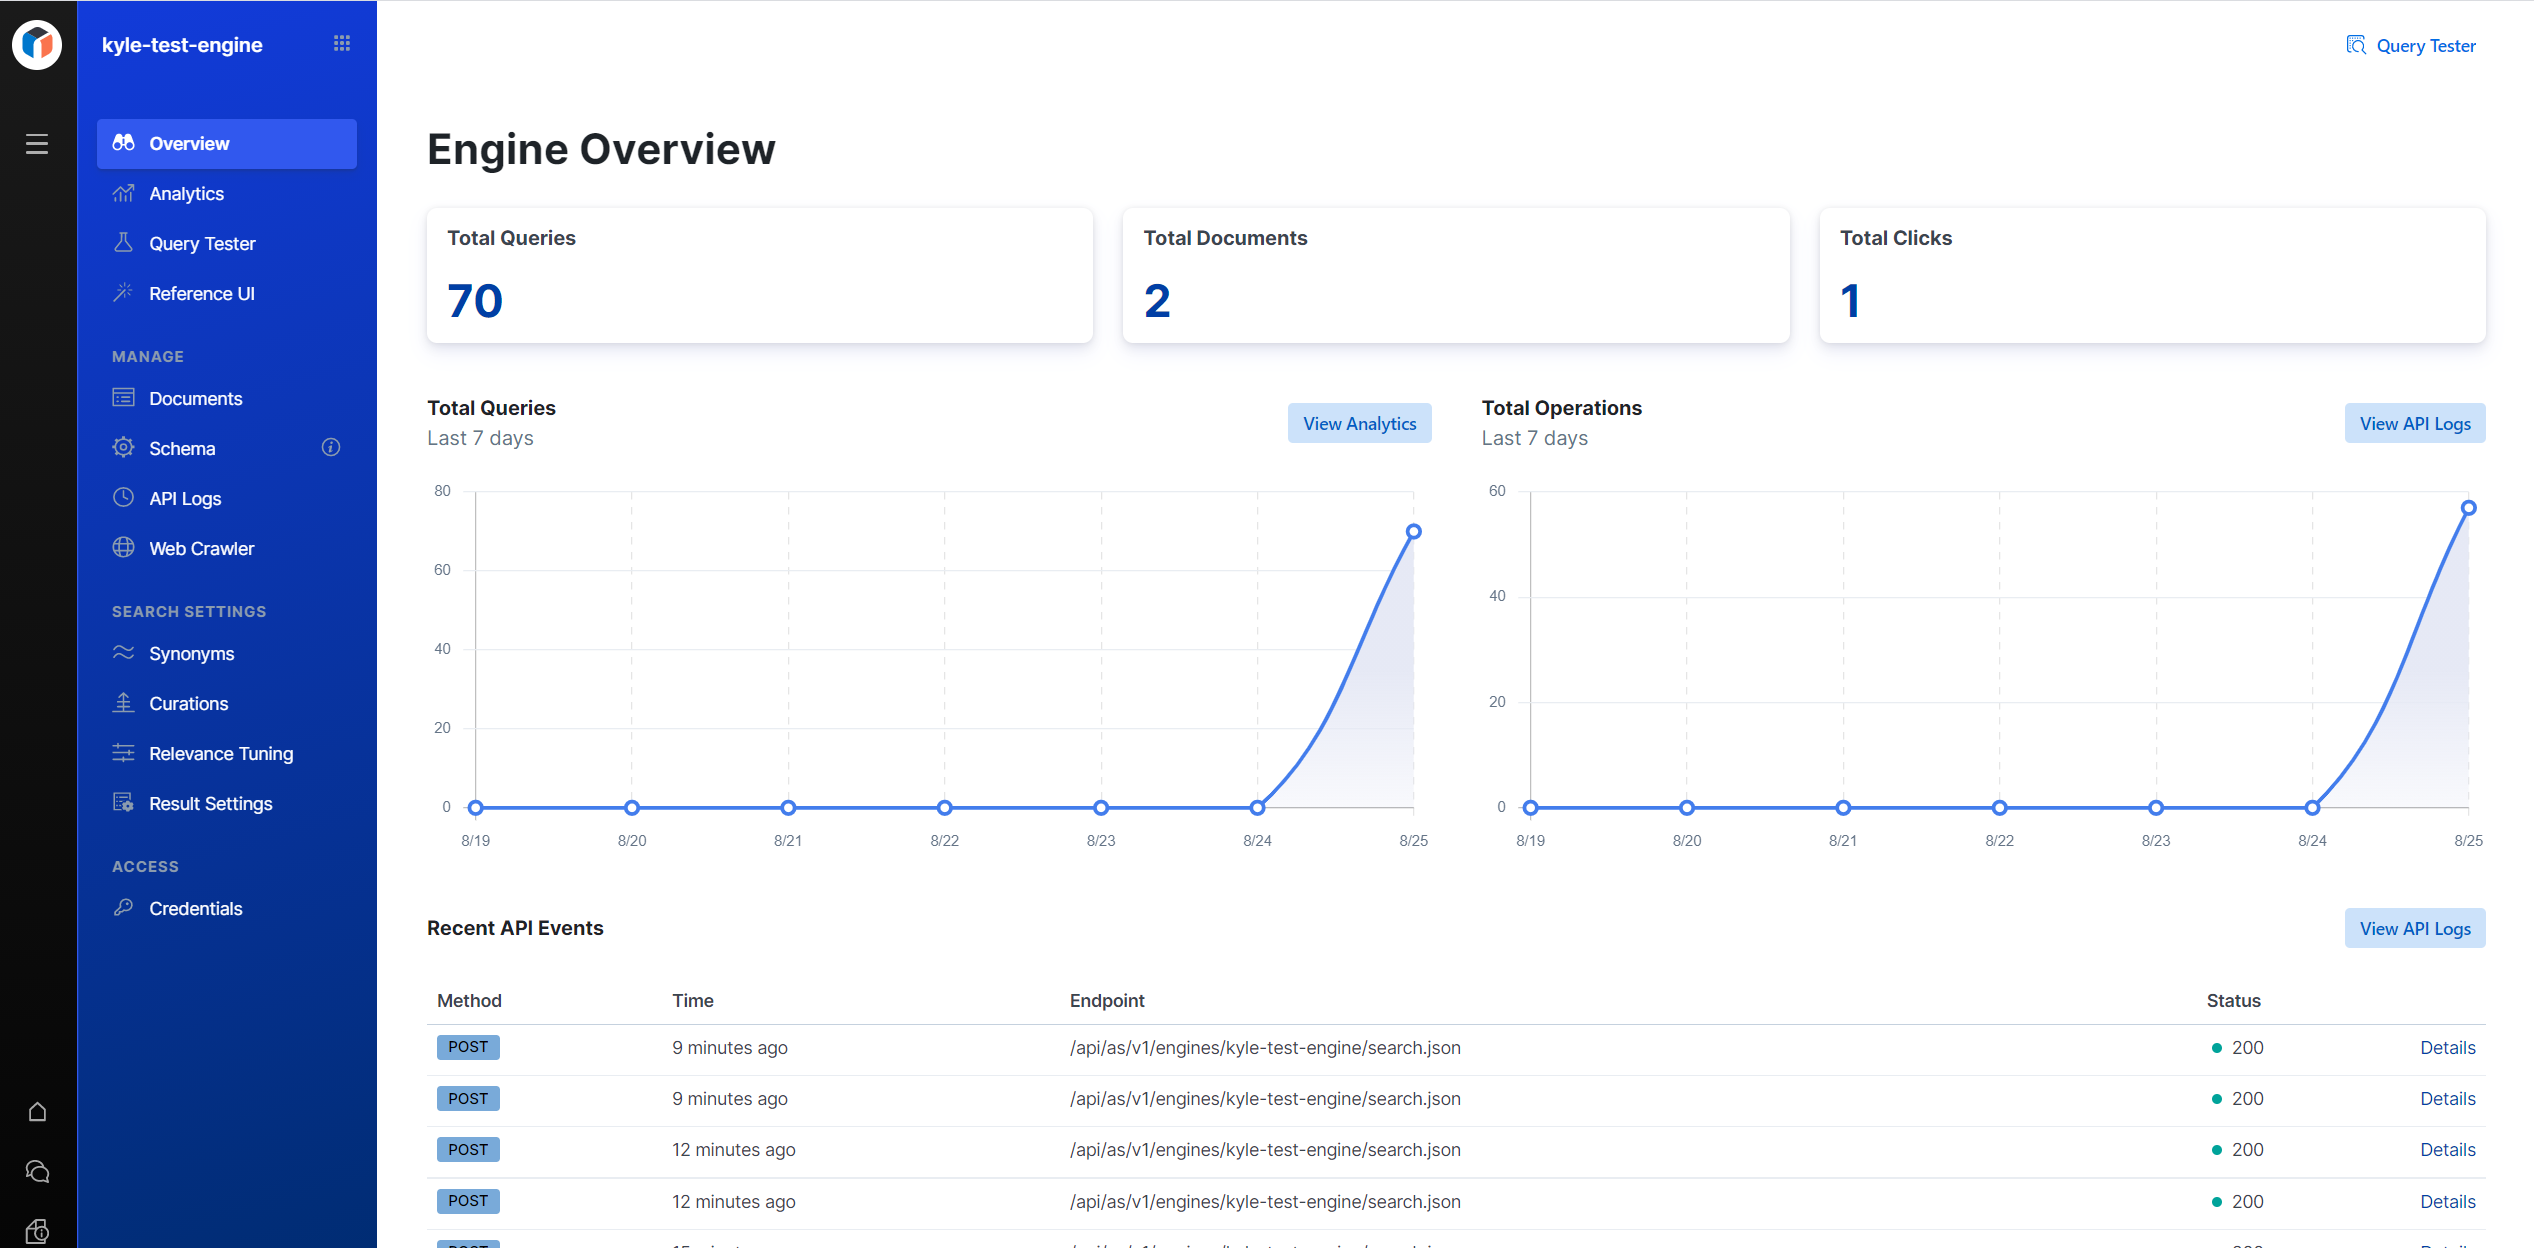 kyle-test-engine
Query Tester
Overview
Analytics
Query Tester
Reference UI
MANAGE
Documents
Schema
API Logs
Web Crawler
SEARCH SETTINGS
Synonyms
Curations
Relevance Tuning
Result Settings
ACCESS
Credentials
Engine Overview
Total Queries
70
Total Documents
2
Total Clicks
1
Total Queries
Last 7 days
View Analytics
80
60
40
20
0
8/19 8/20 8/21 8/22 8/23 8/24 8/25
Total Operations
Last 7 days
View API Logs
60
40
20
0
8/19 8/20 8/21 8/22 8/23 8/24 8/25
Recent API Events
View API Logs
Method Time Endpoint Status
POST 9 minutes ago /api/as/v1/engines/kyle-test-engine/search.json 200 Details
POST 9 minutes ago /api/as/v1/engines/kyle-test-engine/search.json 200 Details
POST 12 minutes ago /api/as/v1/engines/kyle-test-engine/search.json 200 Details
POST 12 minutes ago /api/as/v1/engines/kyle-test-engine/search.json 200 Details